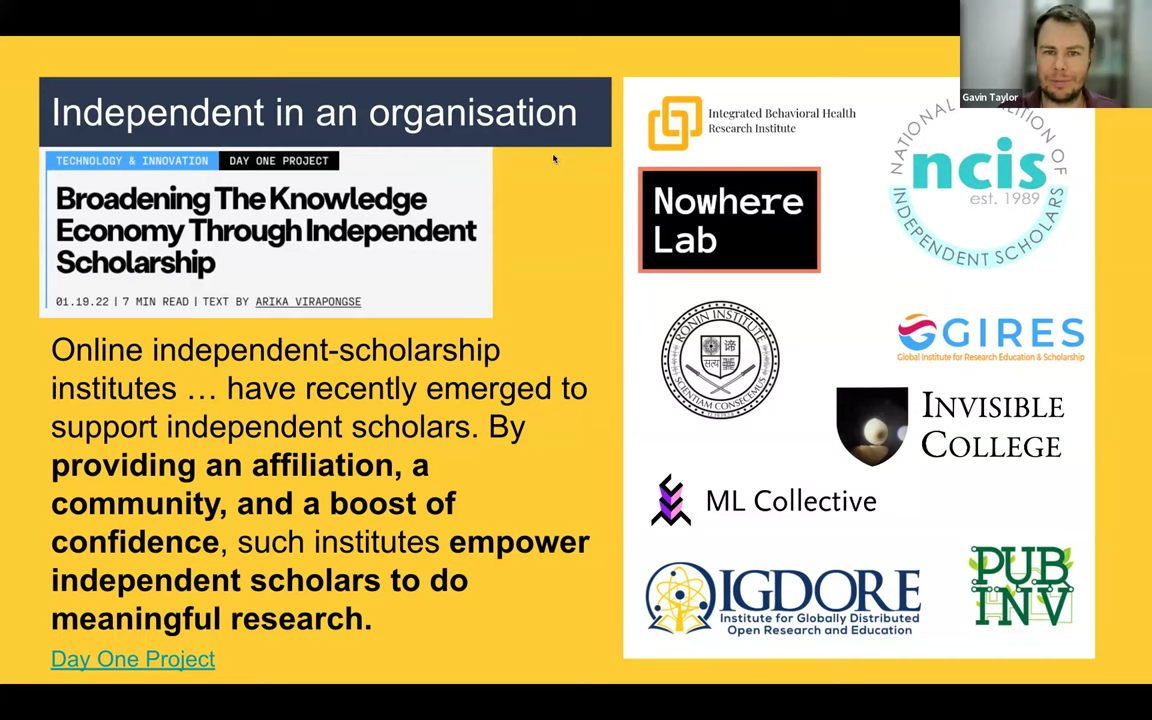 Gavin Taylor
Independent in an organisation
TECHNOLOGY & INNOVATION DAY ONE PROJECT
Broadening The Knowledge
Economy Through Independent
Scholarship
01.19.22 | 7 MIN READ | TEXT BY ARIKA VIRAPONGSE
Online independent-scholarship
institutes … have recently emerged to
support independent scholars. By
providing an affiliation, a
community, and a boost of
confidence, such institutes empower
independent scholars to do
meaningful research.
Day One Project
Integrated Behavioral Health
Research Institute
NATIONAL
OF INDEPENDENT SCHOLARS
ncis
est. 1989
Nowhere
Lab
RONIN INSTITUTE
SCIENTIAM CONSECEMUS
GIRES
Global Institute for Research Education & Scholarship
INVISIBLE
COLLEGE
ML Collective
IGDORE
Institute for Globally Distributed
Open Research and Education
PUB
INV